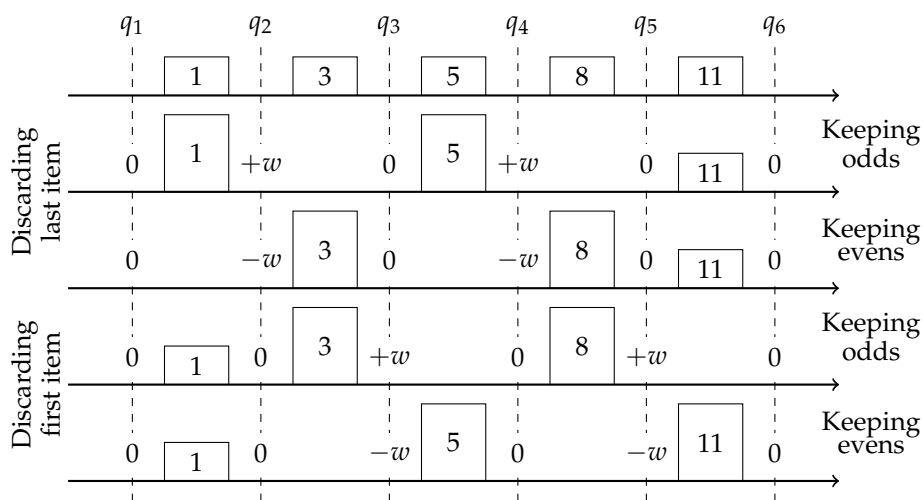 q₁ q₂ q₃ q₄ q₅ q₆
1 3 5 8 11
Discarding
last item
Keeping
odds
0 1 +w 0 5 +w 0 11 0
Keeping
evens
0 −w 3 0 −w 8 0 11 0
Discarding
first item
Keeping
odds
0 1 0 3 +w 0 8 +w 0
Keeping
evens
0 1 0 −w 5 0 −w 11 0